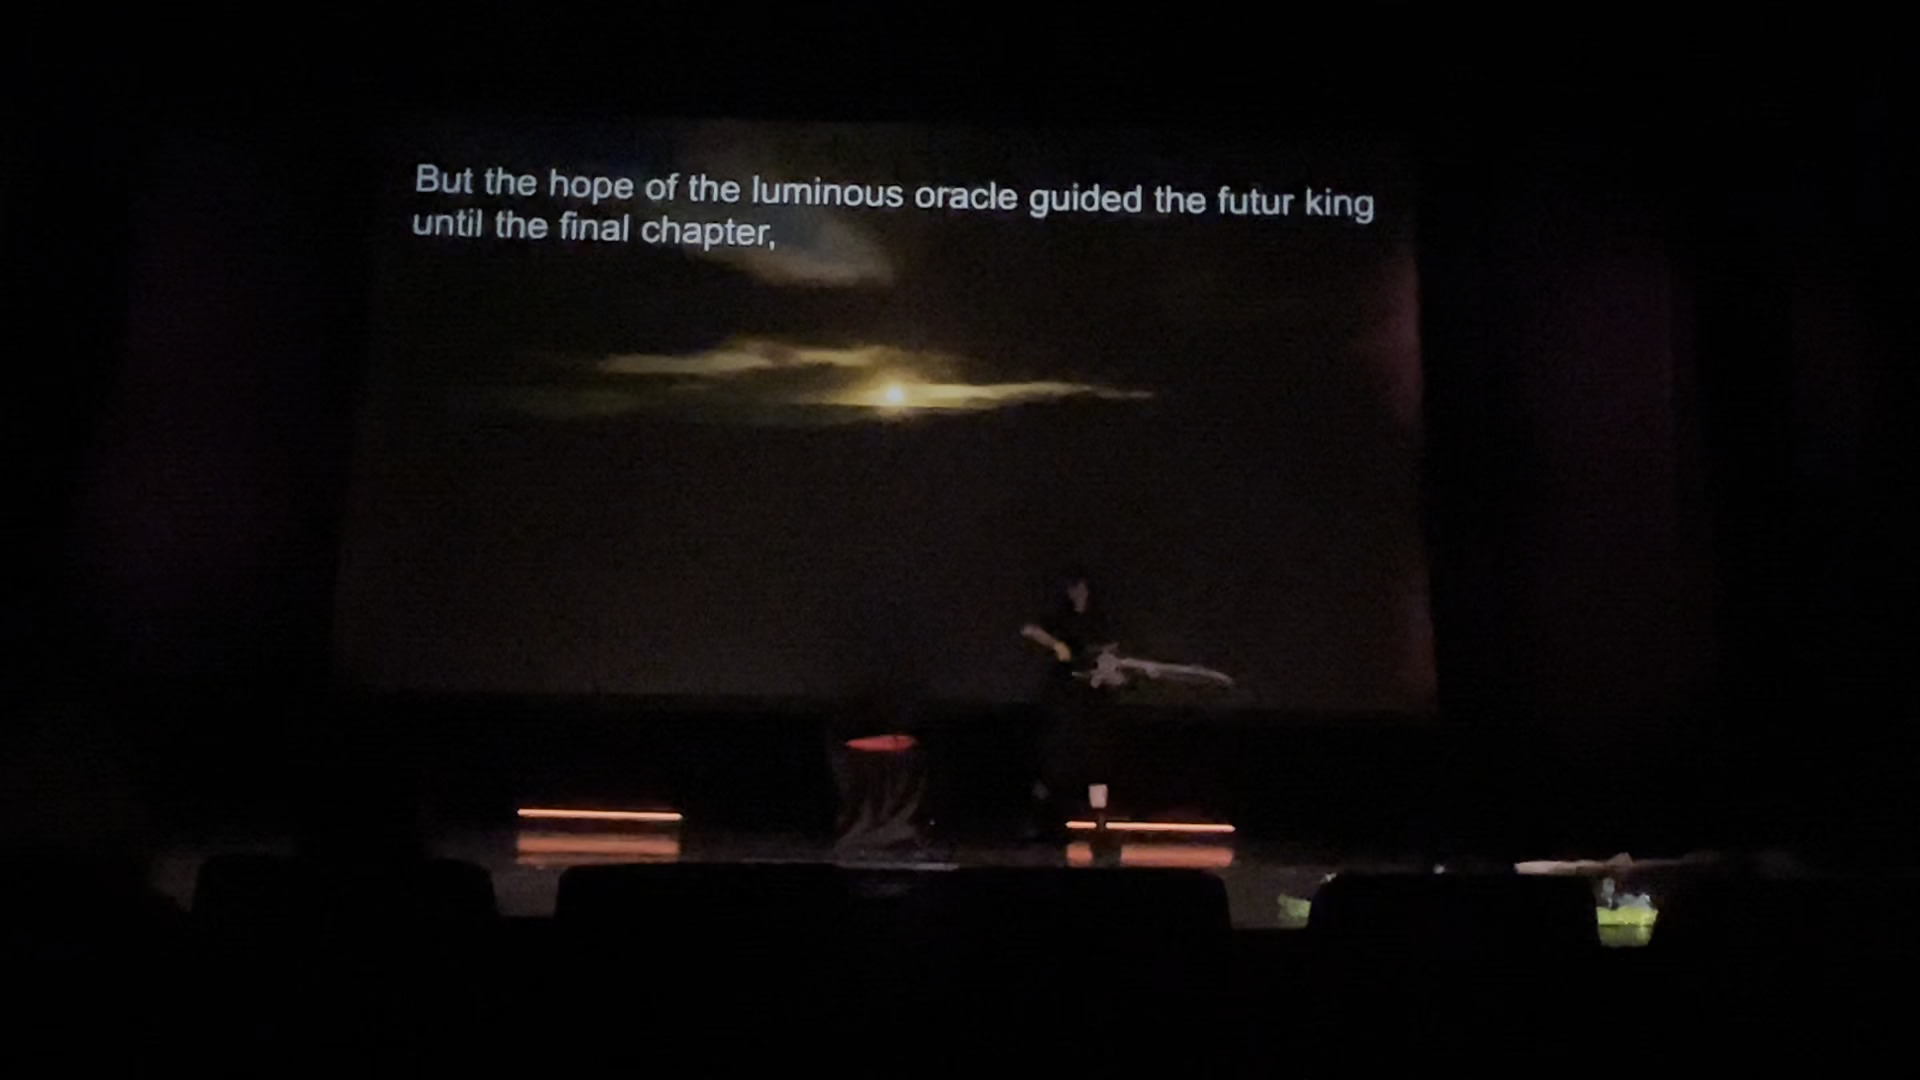 But the hope of the luminous oracle guided the futur king
until the final chapter,